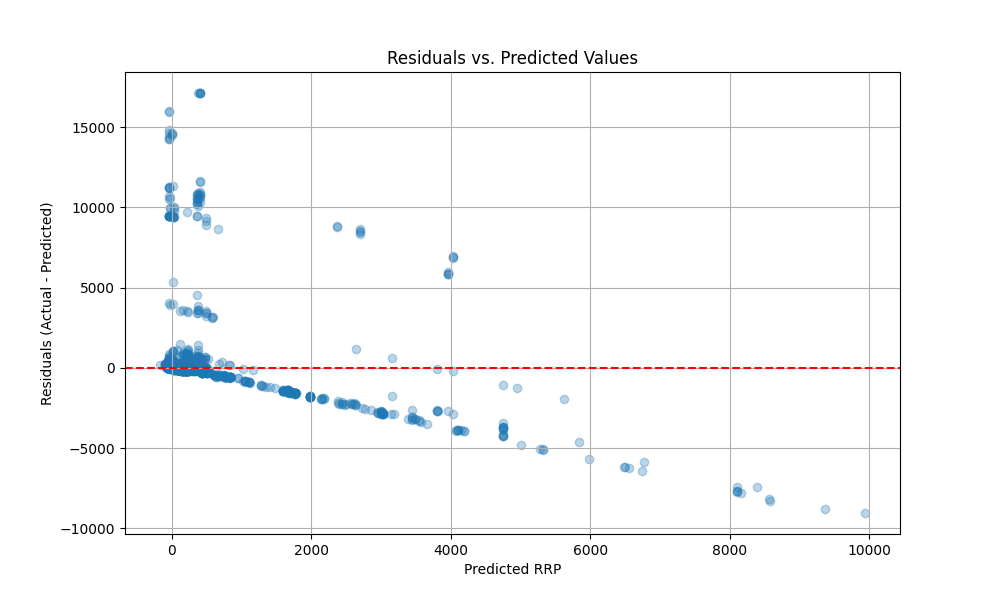 Residuals vs. Predicted Values
Residuals (Actual - Predicted)
15000
10000
5000
0
−5000
−10000
0 2000 4000 6000 8000 10000
Predicted RRP